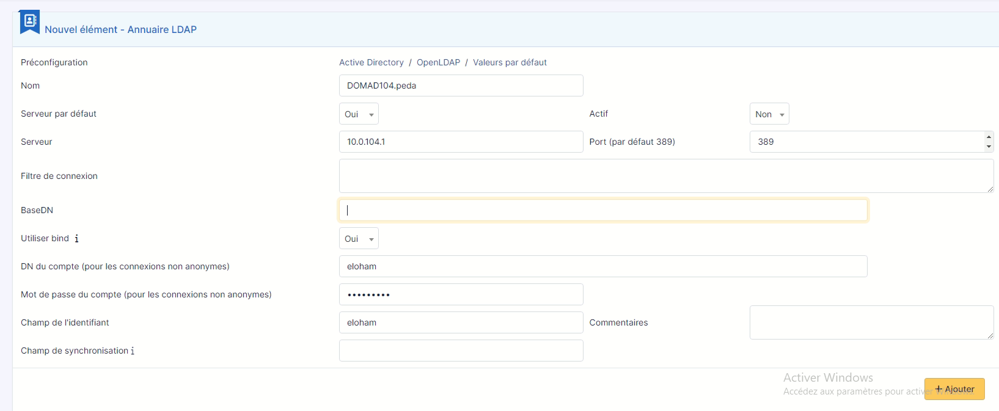 Nouvel élément - Annuaire LDAP
Préconfiguration Active Directory / OpenLDAP / Valeurs par défaut
Nom DOMAD104.peda
Serveur par défaut Oui Actif Non
Serveur 10.0.104.1 Port (par défaut 389) 389
Filtre de connexion
BaseDN
Utiliser bind i Oui
DN du compte (pour les connexions non anonymes) eloham
Mot de passe du compte (pour les connexions non anonymes) •••••••••
Champ de l'identifiant eloham Commentaires
Champ de synchronisation i
Activer Windows
Accédez aux paramètres pour activer Windows.
+ Ajouter